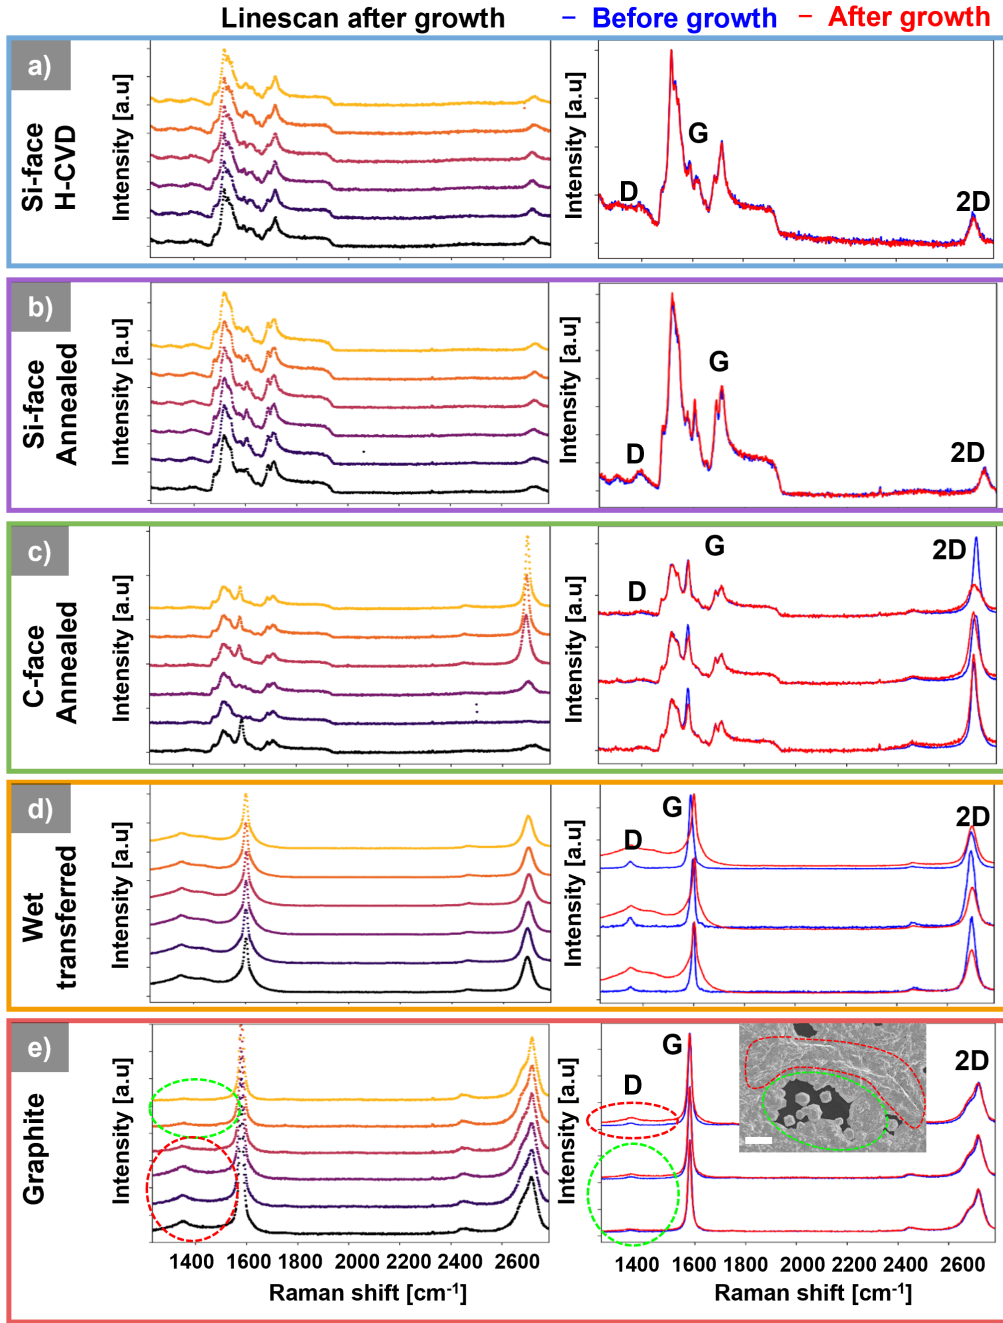 Linescan after growth
– Before growth – After growth
a)
Si-face
H-CVD
Intensity [a.u]
Intensity [a.u]
D
G
2D
b)
Si-face
Annealed
Intensity [a.u]
Intensity [a.u]
D
G
2D
c)
C-face
Annealed
Intensity [a.u]
Intensity [a.u]
D
G
2D
d)
Wet
transferred
Intensity [a.u]
Intensity [a.u]
D
G
2D
e)
Graphite
Intensity [a.u]
Intensity [a.u]
D
G
2D
1400 1600 1800 2000 2200 2400 2600
Raman shift [cm-1]
1400 1600 1800 2000 2200 2400 2600
Raman shift [cm-1]